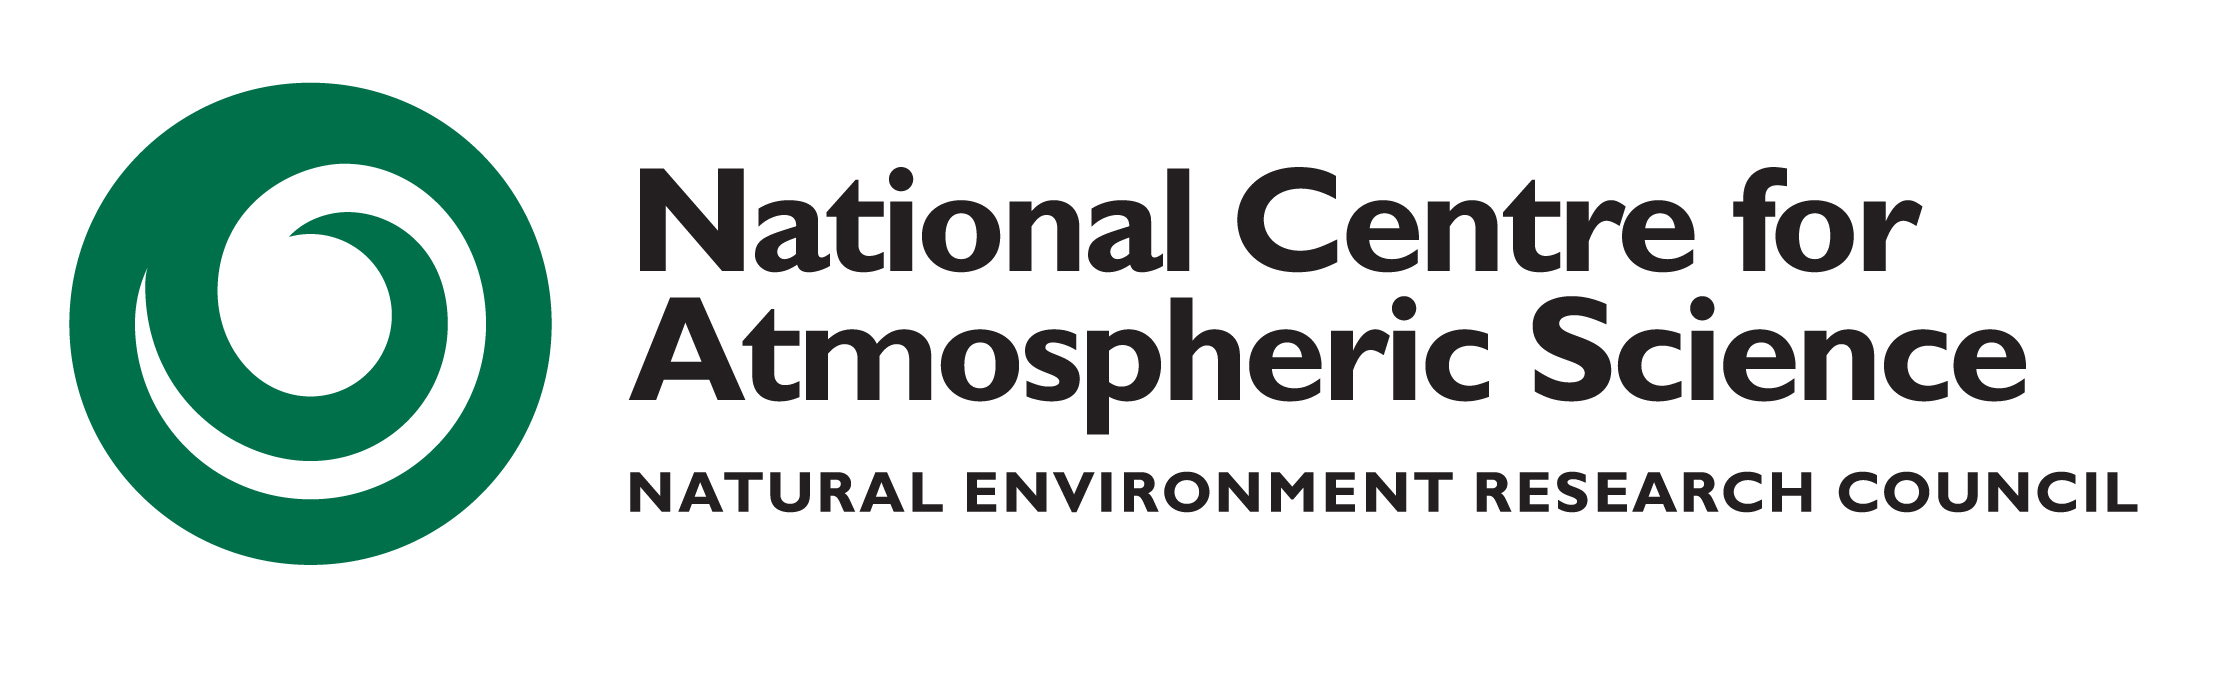 National Centre for
Atmospheric Science
NATURAL ENVIRONMENT RESEARCH COUNCIL